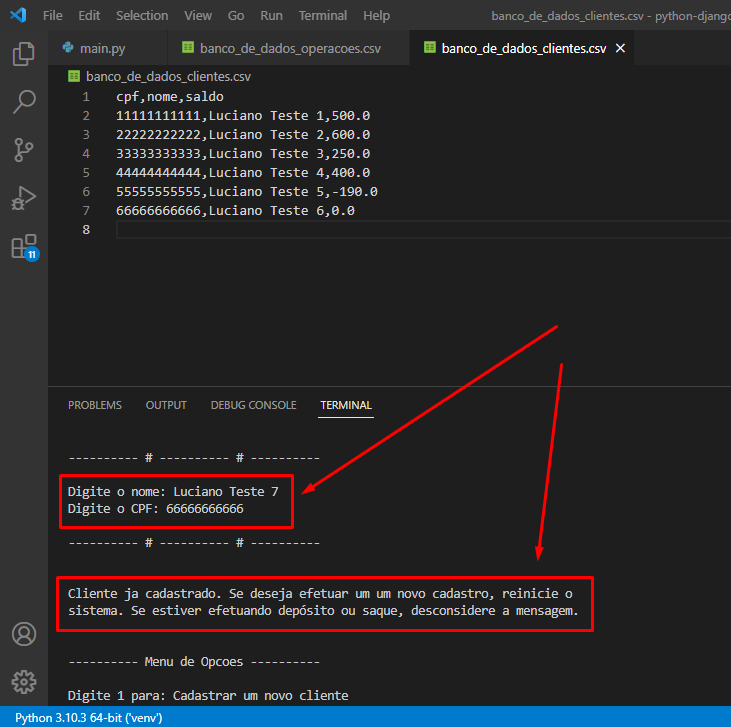 File Edit Selection View Go Run Terminal Help banco_de_dados_clientes.csv - python-django
main.py banco_de_dados_operacoes.csv banco_de_dados_clientes.csv
banco_de_dados_clientes.csv
1 cpf,nome,saldo
2 11111111111,Luciano Teste 1,500.0
3 22222222222,Luciano Teste 2,600.0
4 33333333333,Luciano Teste 3,250.0
5 44444444444,Luciano Teste 4,400.0
6 55555555555,Luciano Teste 5,-190.0
7 66666666666,Luciano Teste 6,0.0
8
11
PROBLEMS OUTPUT DEBUG CONSOLE TERMINAL
---------- # ---------- # ----------
Digite o nome: Luciano Teste 7
Digite o CPF: 66666666666
---------- # ---------- # ----------
Cliente ja cadastrado. Se deseja efetuar um um novo cadastro, reinicie o
sistema. Se estiver efetuando depósito ou saque, desconsidere a mensagem.
---------- Menu de Opcoes ----------
Digite 1 para: Cadastrar um novo cliente
Python 3.10.3 64-bit ('venv')